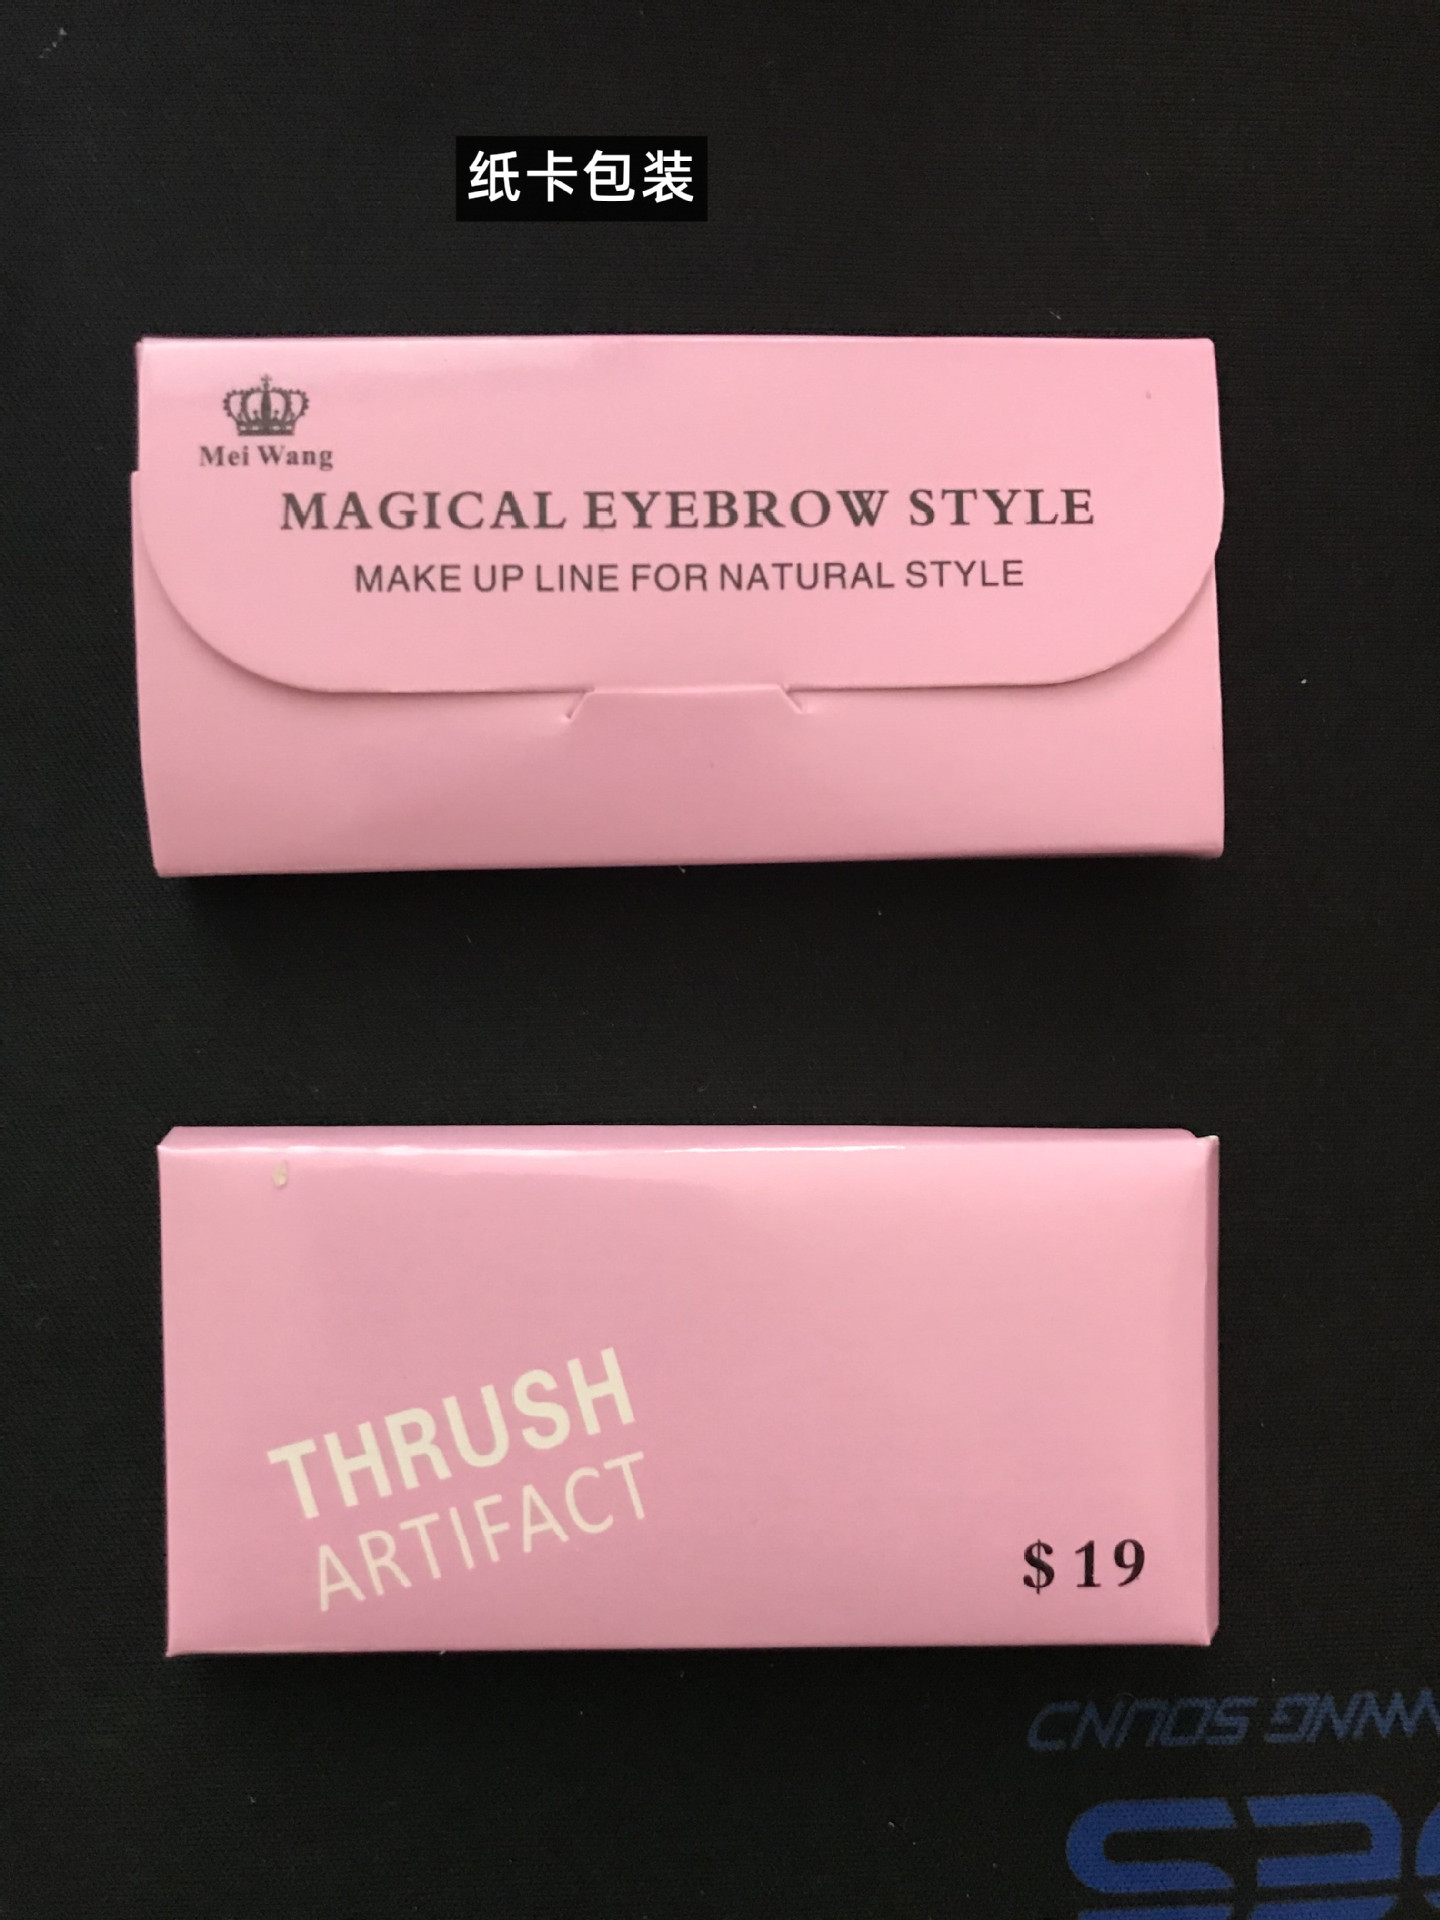 纸卡包装
Mei Wang
MAGICAL EYEBROW STYLE
MAKE UP LINE FOR NATURAL STYLE
THRUSH
ARTIFACT
$19